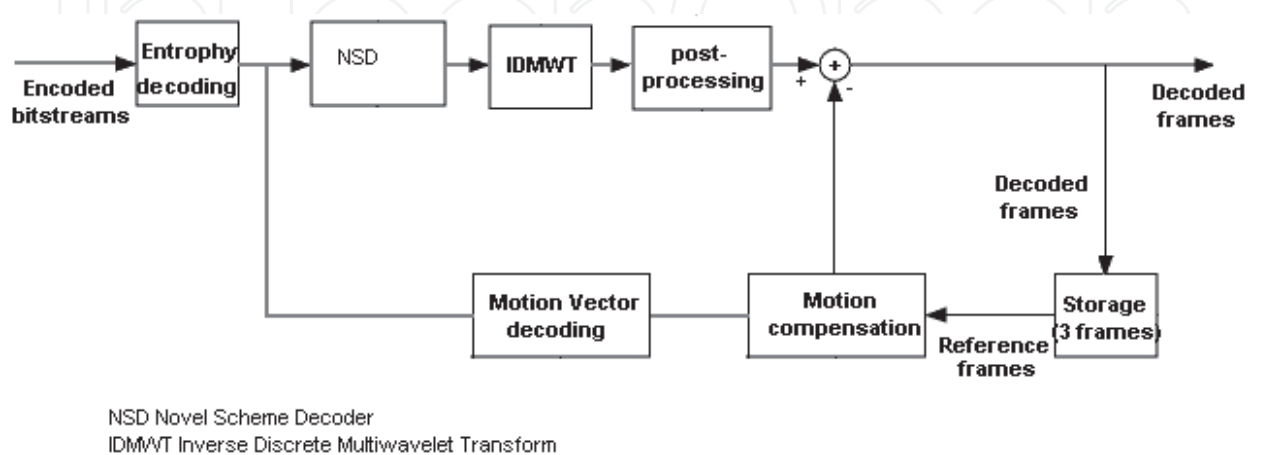 Entrophy
decoding
NSD
IDMWT
post-
processing
+
+
-
Encoded
bitstreams
Decoded
frames
Decoded
frames
Motion Vector
decoding
Motion
compensation
Storage
(3 frames)
Reference
frames
NSD Novel Scheme Decoder
IDMWT Inverse Discrete Multiwavelet Transform